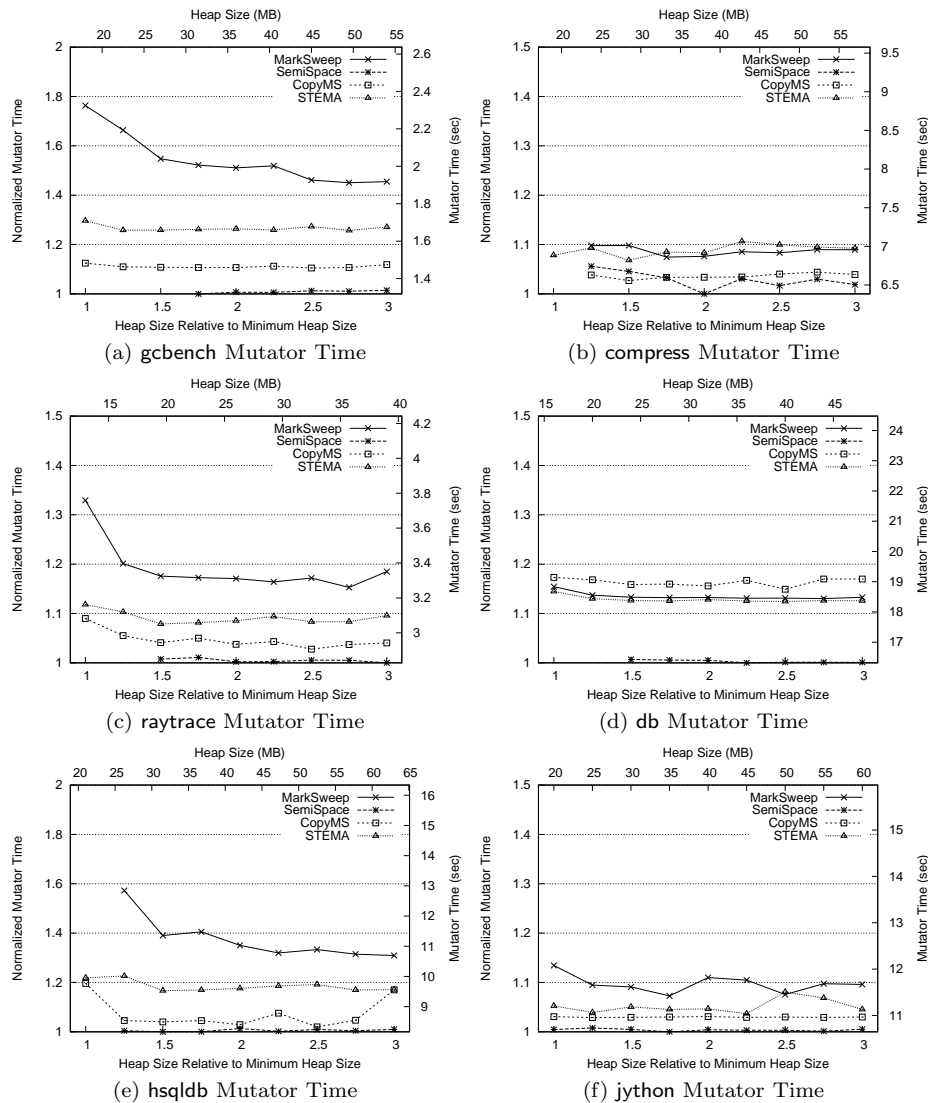 Heap Size (MB)
20 25 30 35 40 45 50
2 1.8 1.6 1.4 1.2 1
Normalized Mutator Time
MarkSweep
SemiSpace
CopyMS
STEMA
2.6 2.4 2.2 2 1.8 1.6 1.4
Mutator Time (sec)
1 1.5 2 2.5 3
Heap Size Relative to Minimum Heap Size
(a) gcbench Mutator Time
Heap Size (MB)
20 25 30 35 40 45 50 55
1.5 1.4 1.3 1.2 1.1 1
Normalized Mutator Time
MarkSweep
SemiSpace
CopyMS
STEMA
9.5 9 8.5 8 7.5 7 6.5
Mutator Time (sec)
1 1.5 2 2.5 3
Heap Size Relative to Minimum Heap Size
(b) compress Mutator Time
Heap Size (MB)
15 20 25 30 35 40
1.5 1.4 1.3 1.2 1.1 1
Normalized Mutator Time
MarkSweep
SemiSpace
CopyMS
STEMA
4.2 4 3.8 3.6 3.4 3.2 3
Mutator Time (sec)
1 1.5 2 2.5 3
Heap Size Relative to Minimum Heap Size
(c) raytrace Mutator Time
Heap Size (MB)
15 20 25 30 35 40 45
1.5 1.4 1.3 1.2 1.1 1
Normalized Mutator Time
MarkSweep
SemiSpace
CopyMS
STEMA
24 23 22 21 20 19 18 17
Mutator Time (sec)
1 1.5 2 2.5 3
Heap Size Relative to Minimum Heap Size
(d) db Mutator Time
Heap Size (MB)
20 25 30 35 40 45 50 55 60 65
2 1.8 1.6 1.4 1.2 1
Normalized Mutator Time
MarkSweep
SemiSpace
CopyMS
STEMA
16 15 14 13 12 11 10 9
Mutator Time (sec)
1 1.5 2 2.5 3
Heap Size Relative to Minimum Heap Size
(e) hsqldb Mutator Time
Heap Size (MB)
20 25 30 35 40 45 50 55 60
1.5 1.4 1.3 1.2 1.1 1
Normalized Mutator Time
MarkSweep
SemiSpace
CopyMS
STEMA
15 14 13 12 11
Mutator Time (sec)
1 1.5 2 2.5 3
Heap Size Relative to Minimum Heap Size
(f) jython Mutator Time